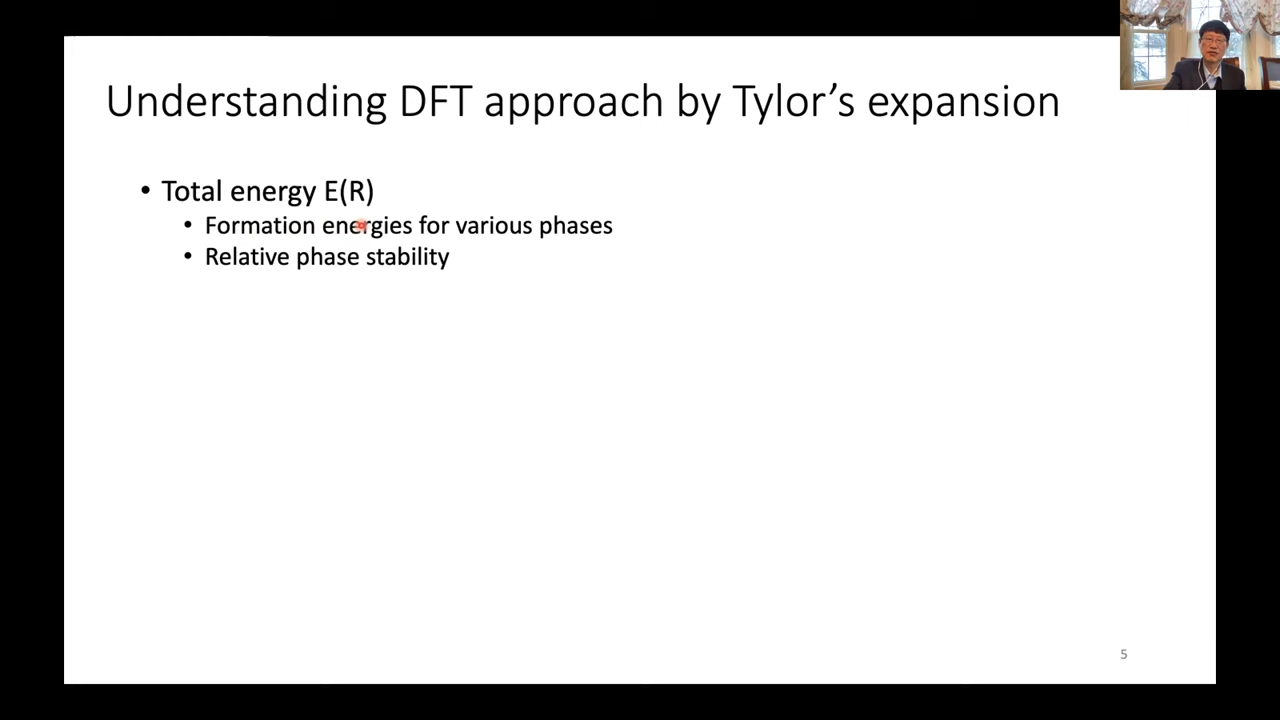 Understanding DFT approach by Tylor’s expansion
• Total energy E(R)
• Formation energies for various phases
• Relative phase stability
5